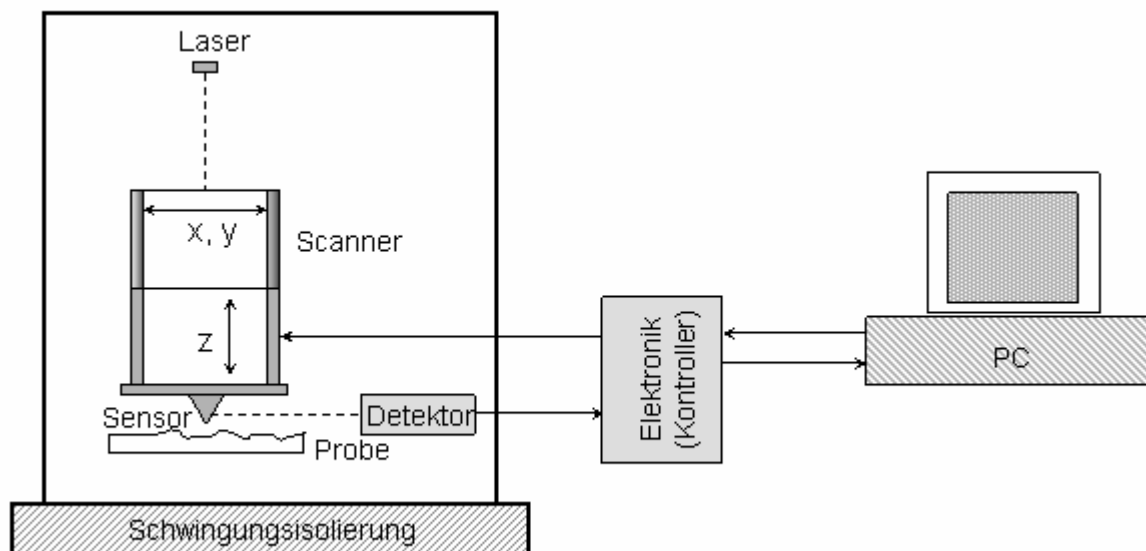 Laser
x, y
Scanner
z
Sensor
Detektor
Probe
Elektronik
(Kontroller)
PC
Schwingungsisolierung